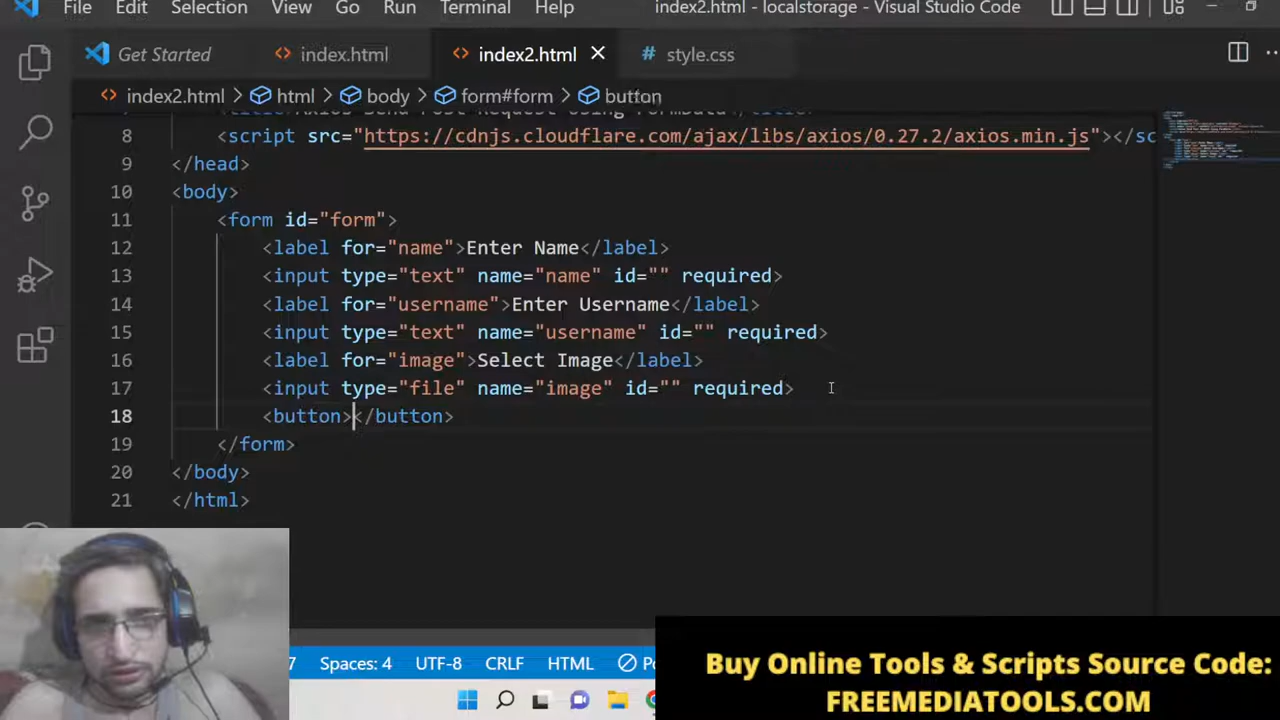 File Edit Selection View Go Run Terminal Help index2.html - localstorage - Visual Studio Code
Get Started index.html index2.html style.css
index2.html > html > body > form#form > button
8 <script src="https://cdnjs.cloudflare.com/ajax/libs/axios/0.27.2/axios.min.js"></sc
9 </head>
10 <body>
11 <form id="form">
12 <label for="name">Enter Name</label>
13 <input type="text" name="name" id="" required>
14 <label for="username">Enter Username</label>
15 <input type="text" name="username" id="" required>
16 <label for="image">Select Image</label>
17 <input type="file" name="image" id="" required>
18 <button></button>
19 </form>
20 </body>
21 </html>
7 Spaces: 4 UTF-8 CRLF HTML
Buy Online Tools & Scripts Source Code:
FREEMEDIATOOLS.COM